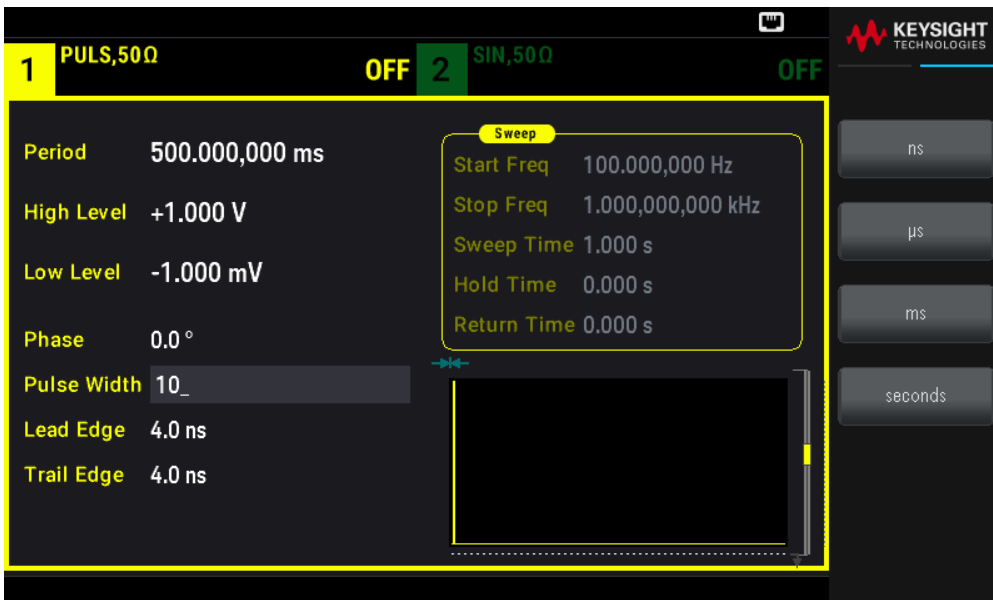 KEYSIGHT
TECHNOLOGIES
1 PULS,50Ω OFF
2 SIN,50Ω OFF
Period 500.000,000 ms
High Level +1.000 V
Low Level -1.000 mV
Phase 0.0 °
Pulse Width 10_
Lead Edge 4.0 ns
Trail Edge 4.0 ns
Sweep
Start Freq 100.000,000 Hz
Stop Freq 1.000,000,000 kHz
Sweep Time 1.000 s
Hold Time 0.000 s
Return Time 0.000 s
ns
µs
ms
seconds